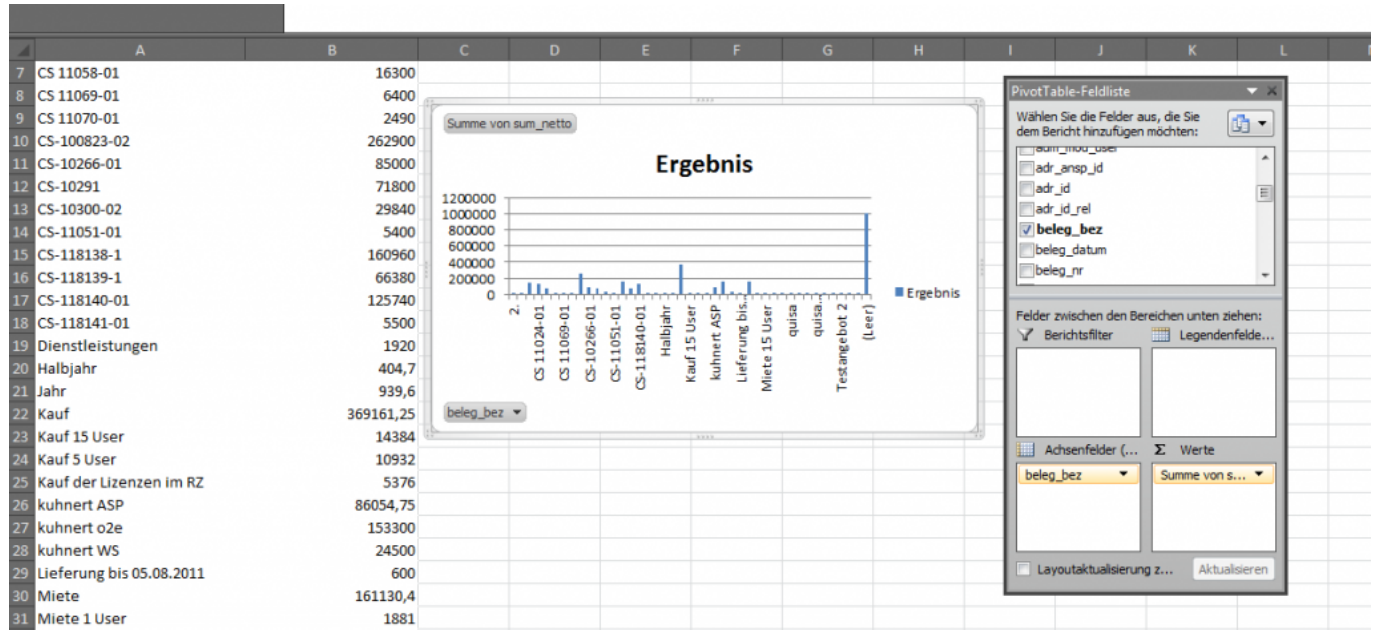 A B C D E F G H I J K L
7 CS 11058-01 16300
8 CS 11069-01 6400
9 CS 11070-01 2490
10 CS-100823-02 262900
11 CS-10266-01 85000
12 CS-10291 71800
13 CS-10300-02 29840
14 CS-11051-01 5400
15 CS-118138-1 160960
16 CS-118139-1 66380
17 CS-118140-01 125740
18 CS-118141-01 5500
19 Dienstleistungen 1920
20 Halbjahr 404,7
21 Jahr 939,6
22 Kauf 369161,25
23 Kauf 15 User 14384
24 Kauf 5 User 10932
25 Kauf der Lizenzen im RZ 5376
26 kuhnert ASP 86054,75
27 kuhnert o2e 153300
28 kuhnert WS 24500
29 Lieferung bis 05.08.2011 600
30 Miete 161130,4
31 Miete 1 User 1881
Summe von sum_netto
Ergebnis
1200000
1000000
800000
600000
400000
200000
0
2.
CS 11024-01
CS 11069-01
CS-10266-01
CS-11051-01
CS-118140-01
Halbjahr
Kauf 15 User
kuhnert ASP
Lieferung bis..
Miete 15 User
quisa
quisa..
Testangebot 2
(Leer)
Ergebnis
beleg_bez
PivotTable-Feldliste
Wählen Sie die Felder aus, die Sie
dem Bericht hinzufügen möchten:
adm_mod_user
adr_ansp_id
adr_id
adr_id_rel
beleg_bez
beleg_datum
beleg_nr
Felder zwischen den Bereichen unten ziehen:
Berichtsfilter Legendenfelde...
Achsenfelder (... Σ Werte
beleg_bez Summe von s...
Layoutaktualisierung z... Aktualisieren